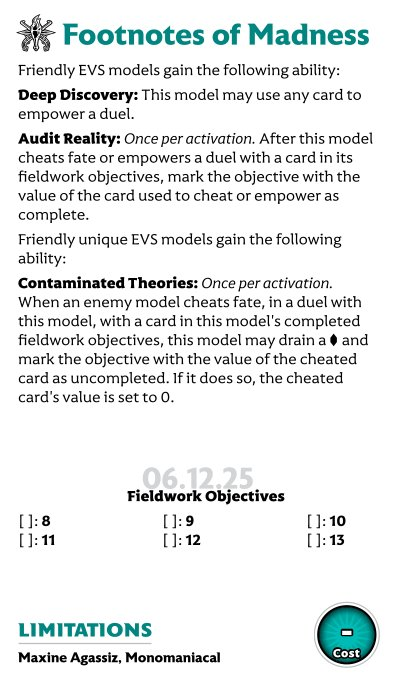 Footnotes of Madness
Friendly EVS models gain the following ability:
Deep Discovery: This model may use any card to
empower a duel.
Audit Reality: Once per activation. After this model
cheats fate or empowers a duel with a card in its
fieldwork objectives, mark the objective with the
value of the card used to cheat or empower as
complete.
Friendly unique EVS models gain the following
ability:
Contaminated Theories: Once per activation.
When an enemy model cheats fate, in a duel with
this model, with a card in this model's completed
fieldwork objectives, this model may drain a and
mark the objective with the value of the cheated
card as uncompleted. If it does so, the cheated
card's value is set to 0.
06.12.25
Fieldwork Objectives
[ ]: 8 [ ]: 9 [ ]: 10
[ ]: 11 [ ]: 12 [ ]: 13
LIMITATIONS
Maxine Agassiz, Monomaniacal
-
Cost